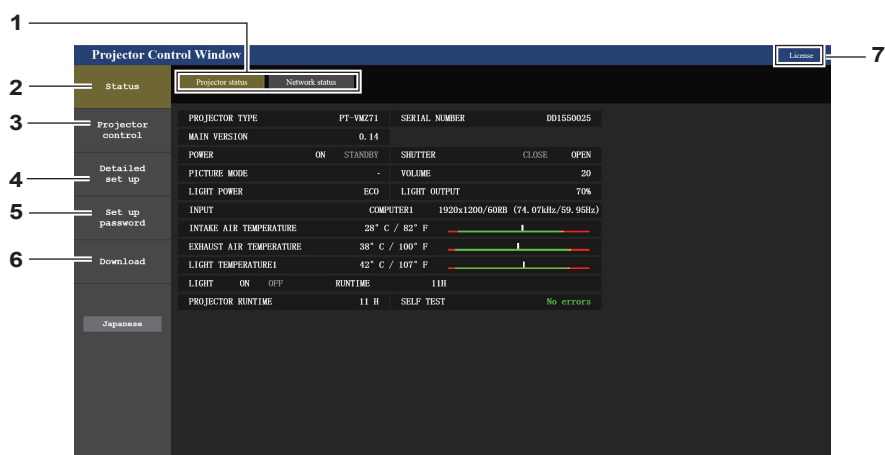 1
Projector Control Window
License
7
2
Status
Projector status Network status
3
Projector
control
4
Detailed
set up
5
Set up
password
6
Download
Japanese
PROJECTOR TYPE PT-VMZ71 SERIAL NUMBER DD1550025
MAIN VERSION 0.14
POWER ON STANDBY SHUTTER CLOSE OPEN
PICTURE MODE - VOLUME 20
LIGHT POWER ECO LIGHT OUTPUT 70%
INPUT COMPUTER1 1920x1200/60RB (74.07kHz/59.95Hz)
INTAKE AIR TEMPERATURE 28° C / 82° F
EXHAUST AIR TEMPERATURE 38° C / 100° F
LIGHT TEMPERATURE1 42° C / 107° F
LIGHT ON OFF RUNTIME 11H
PROJECTOR RUNTIME 11 H SELF TEST No errors